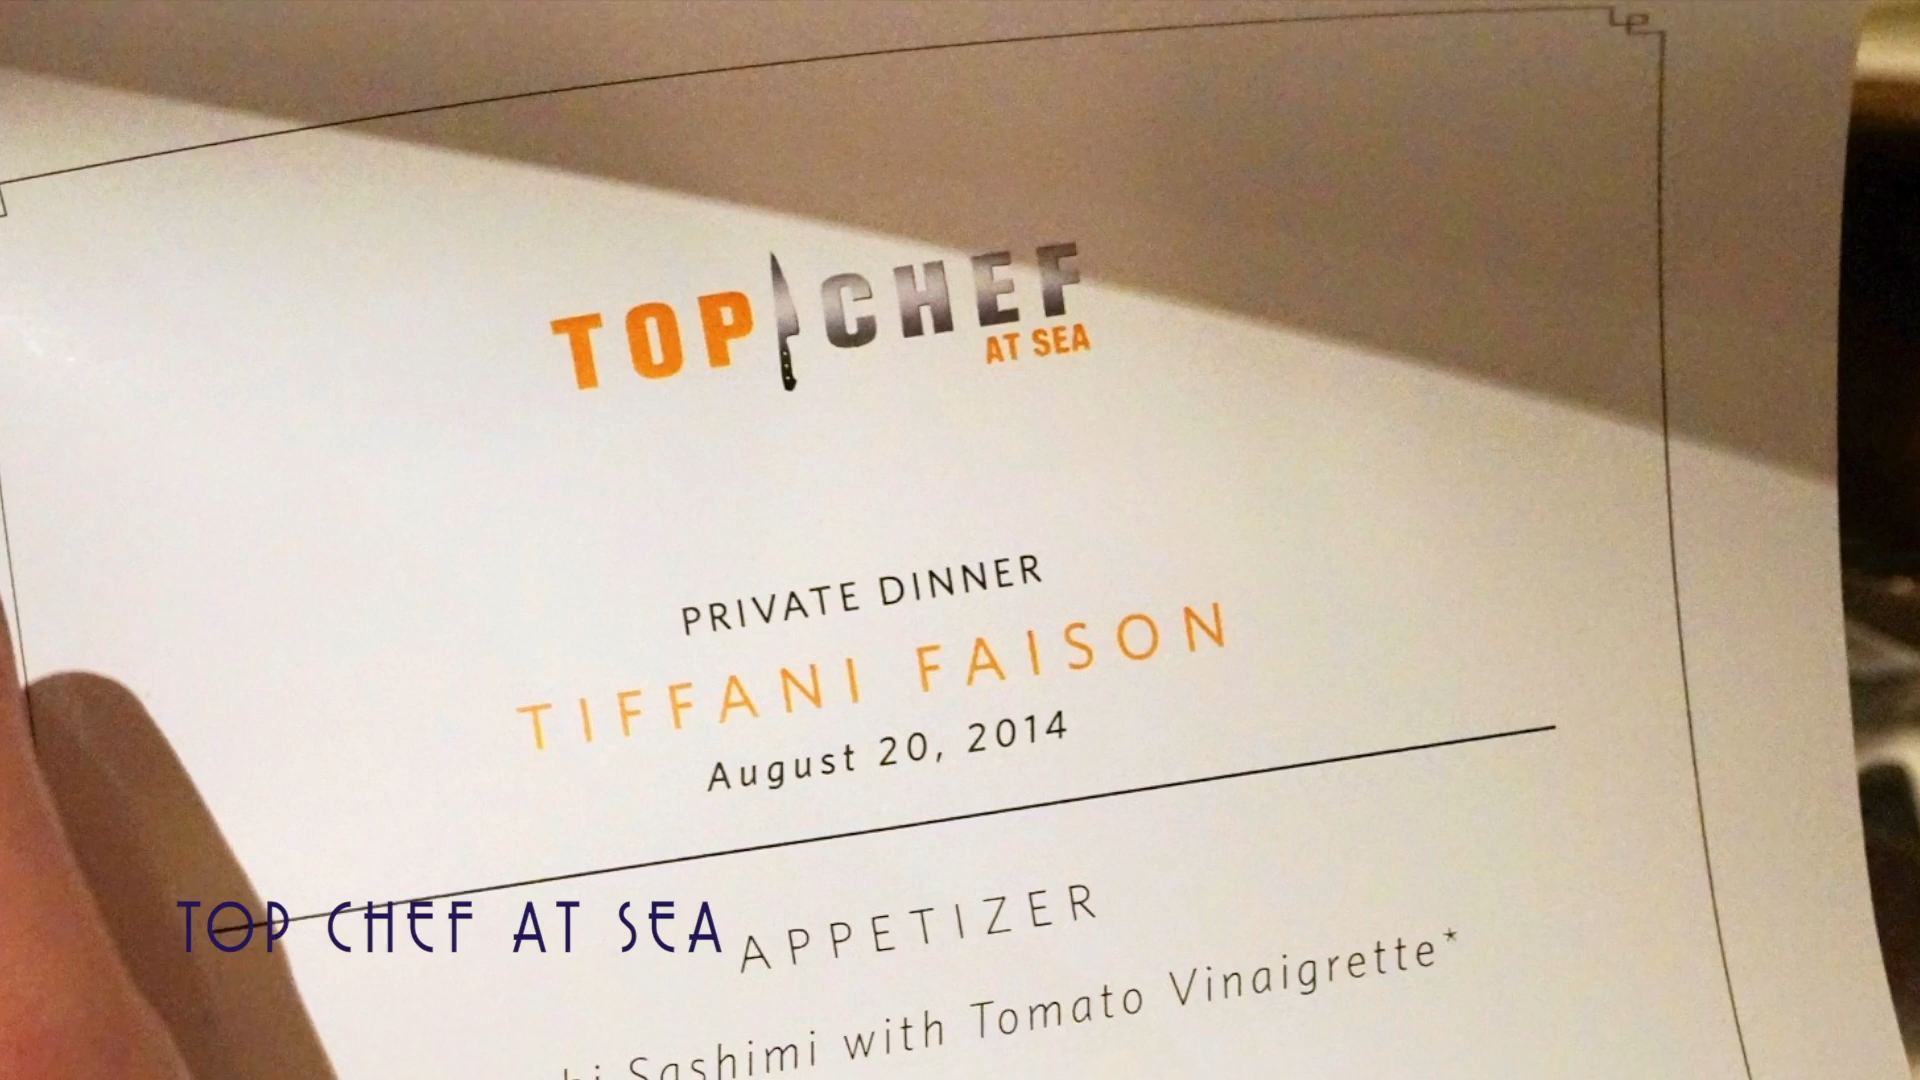 TOP CHEF
AT SEA
PRIVATE DINNER
TIFFANI FAISON
August 20, 2014
APPETIZER
Sashimi with Tomato Vinaigrette*
TOP CHEF AT SEA